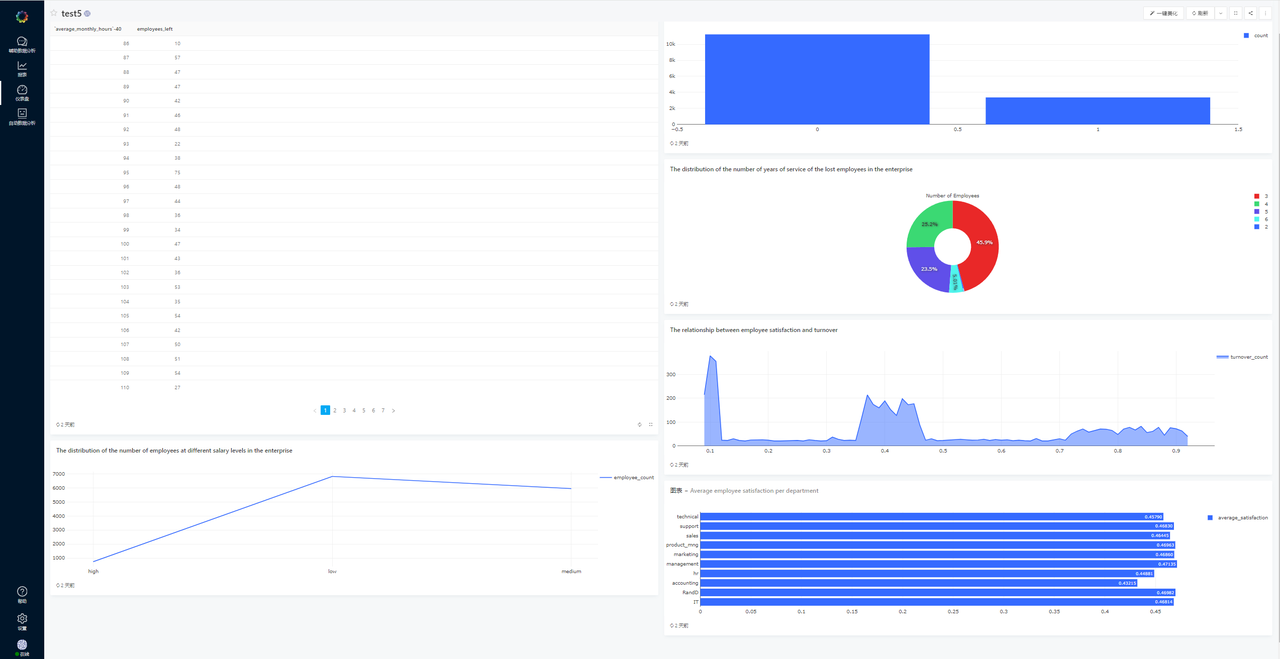 test5
一键美化
刷新
辅助数据分析
图表
仪表盘
自动数据分析
帮助
设置
在线
`average_monthly_hours`-40 employees_left
86 10
87 57
88 47
89 47
90 42
91 46
92 48
93 22
94 38
95 75
96 48
97 44
98 36
99 34
100 47
101 43
102 36
103 53
104 35
105 54
106 42
107 50
108 51
109 54
110 27
< 1 2 3 4 5 6 7 >
2 天前
The distribution of the number of employees at different salary levels in the enterprise
employee_count
7000
6000
5000
4000
3000
2000
1000
high low medium
2 天前
count
10k
8k
6k
4k
2k
0
−0.5 0 0.5 1 1.5
2 天前
The distribution of the number of years of service of the lost employees in the enterprise
Number of Employees
45.9%
25.2%
23.5%
3
4
5
6
2
2 天前
The relationship between employee satisfaction and turnover
turnover_count
300
200
100
0
0.1 0.2 0.3 0.4 0.5 0.6 0.7 0.8 0.9
2 天前
图表 – Average employee satisfaction per department
average_satisfaction
technical 0.45790
support 0.46830
sales 0.46445
product_mng 0.46963
marketing 0.46860
management 0.47135
hr 0.44881
accounting 0.43215
RandD 0.46962
IT 0.46814
0 0.05 0.1 0.15 0.2 0.25 0.3 0.35 0.4 0.45
2 天前